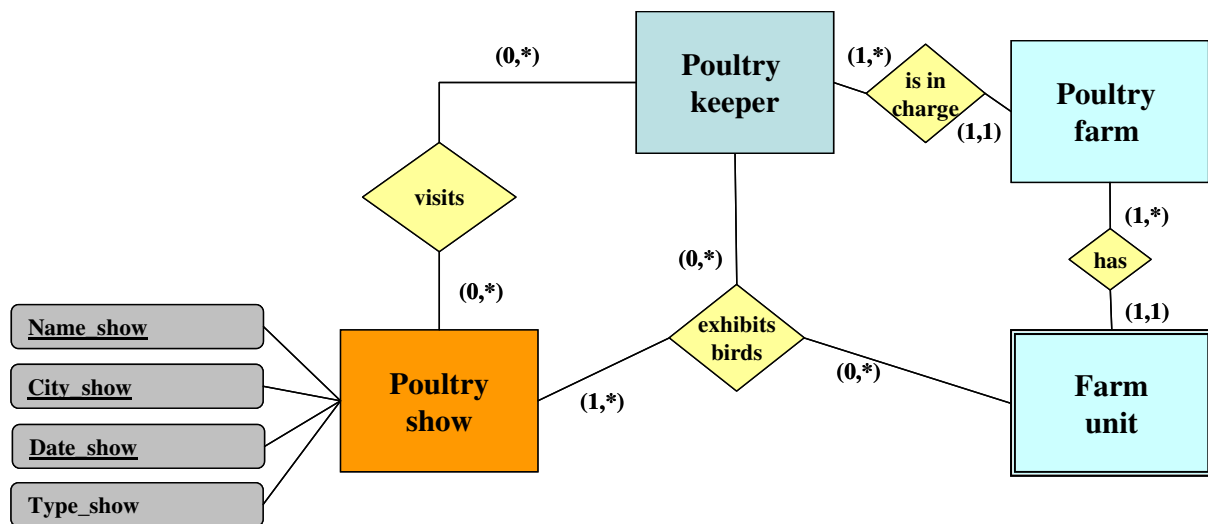 (0,*)
Poultry
keeper
(1,*)
is in
charge
(1,1)
Poultry
farm
visits
(0,*)
(0,*)
(1,*)
has
(1,1)
Name_show
City_show
Date_show
Type_show
Poultry
show
(1,*)
exhibits
birds
(0,*)
Farm
unit